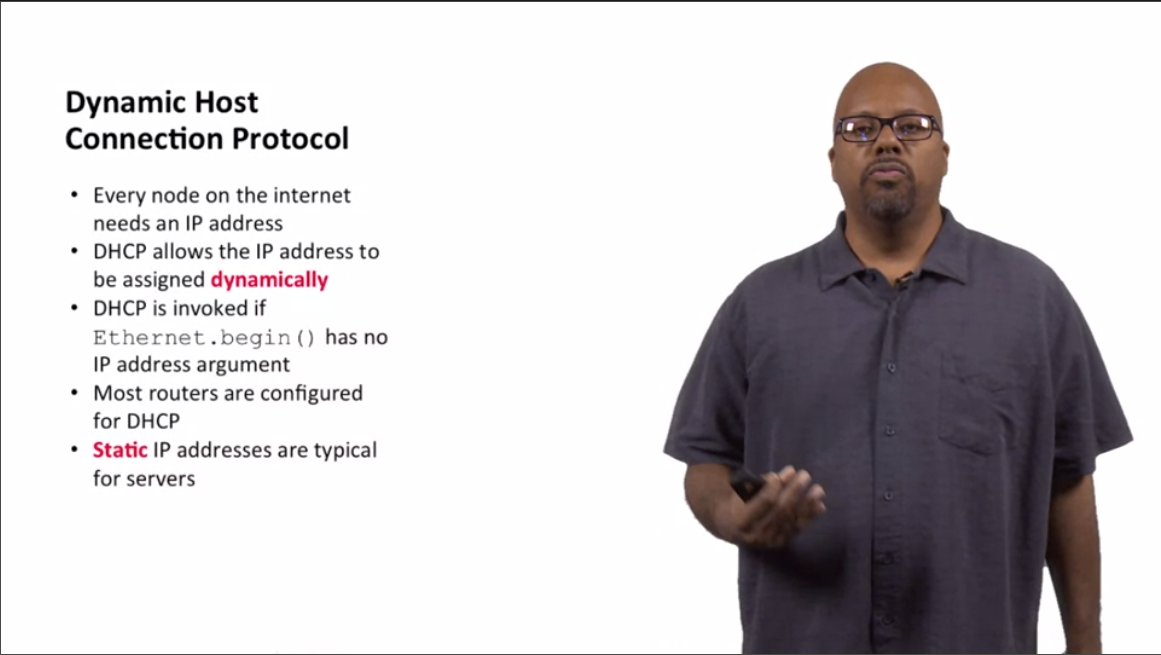 Dynamic Host
Connection Protocol
• Every node on the internet
needs an IP address
• DHCP allows the IP address to
be assigned dynamically
• DHCP is invoked if
Ethernet.begin() has no
IP address argument
• Most routers are configured
for DHCP
• Static IP addresses are typical
for servers